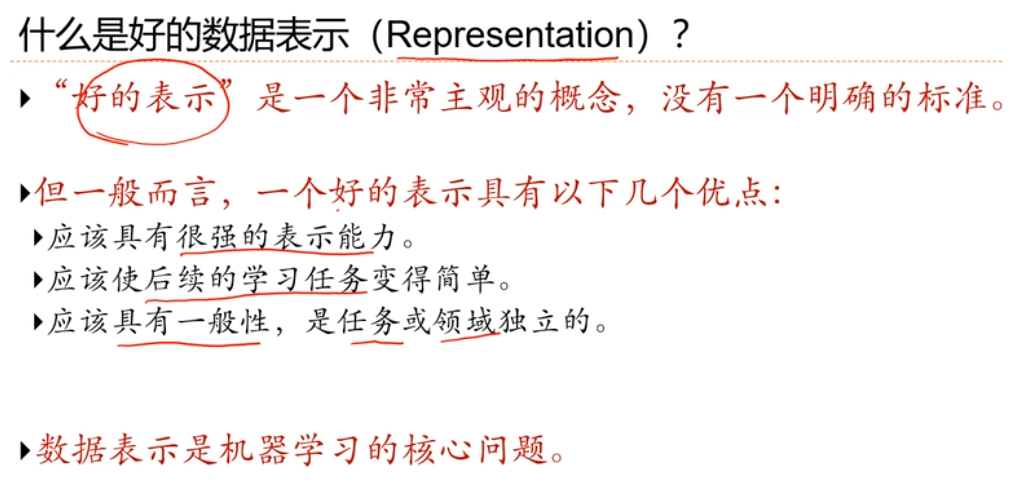 什么是好的数据表示（Representation）？
“好的表示”是一个非常主观的概念，没有一个明确的标准。
但一般而言，一个好的表示具有以下几个优点：
应该具有很强的表示能力。
应该使后续的学习任务变得简单。
应该具有一般性，是任务或领域独立的。
数据表示是机器学习的核心问题。